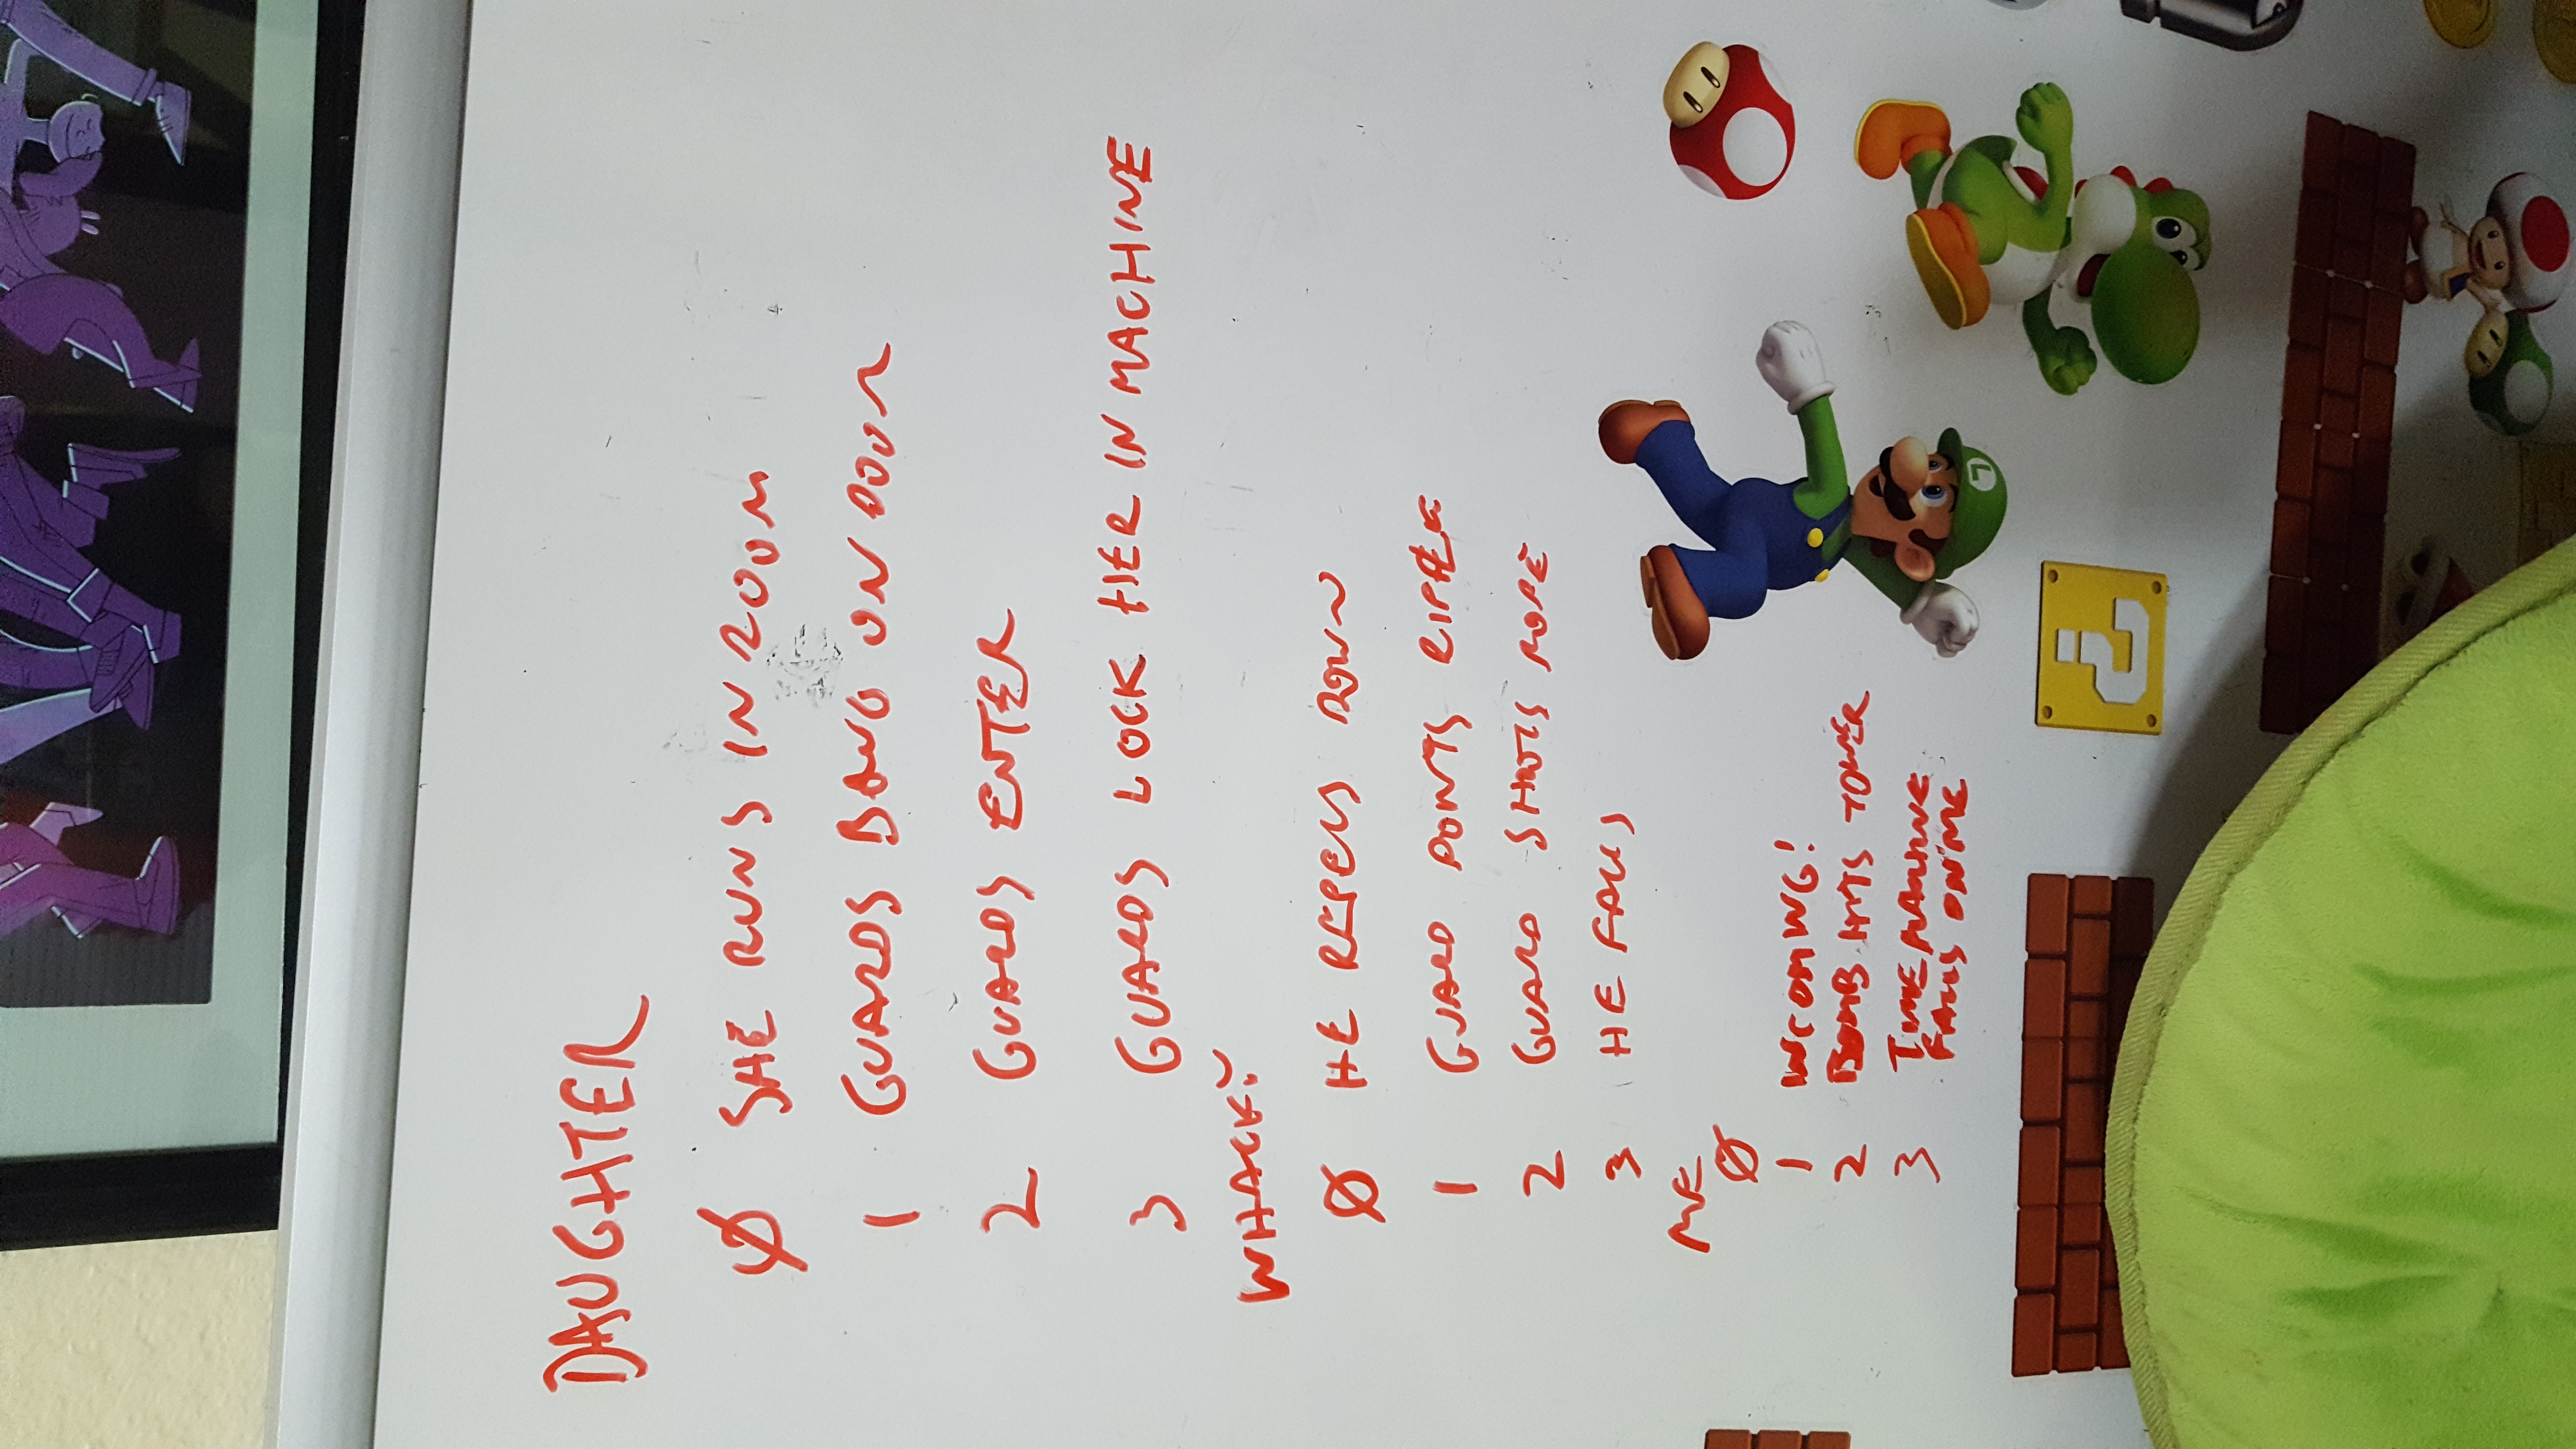 DAUGHTER
Ø SHE RUNS IN ROOM
1 GUARDS BANG ON DOOR
2 GUARDS ENTER
3 GUARDS LOCK HER IN MACHINE
WHACK?
Ø HE REPELS DOWN
1 GUARD POINTS RIFLE
2 GUARD SHOOTS ROPE
3 HE FALLS
ME
Ø
1 INCOMING!
2 BOMB HITS TOWER
3 TIME MACHINE
FALLS ON ME
L
?